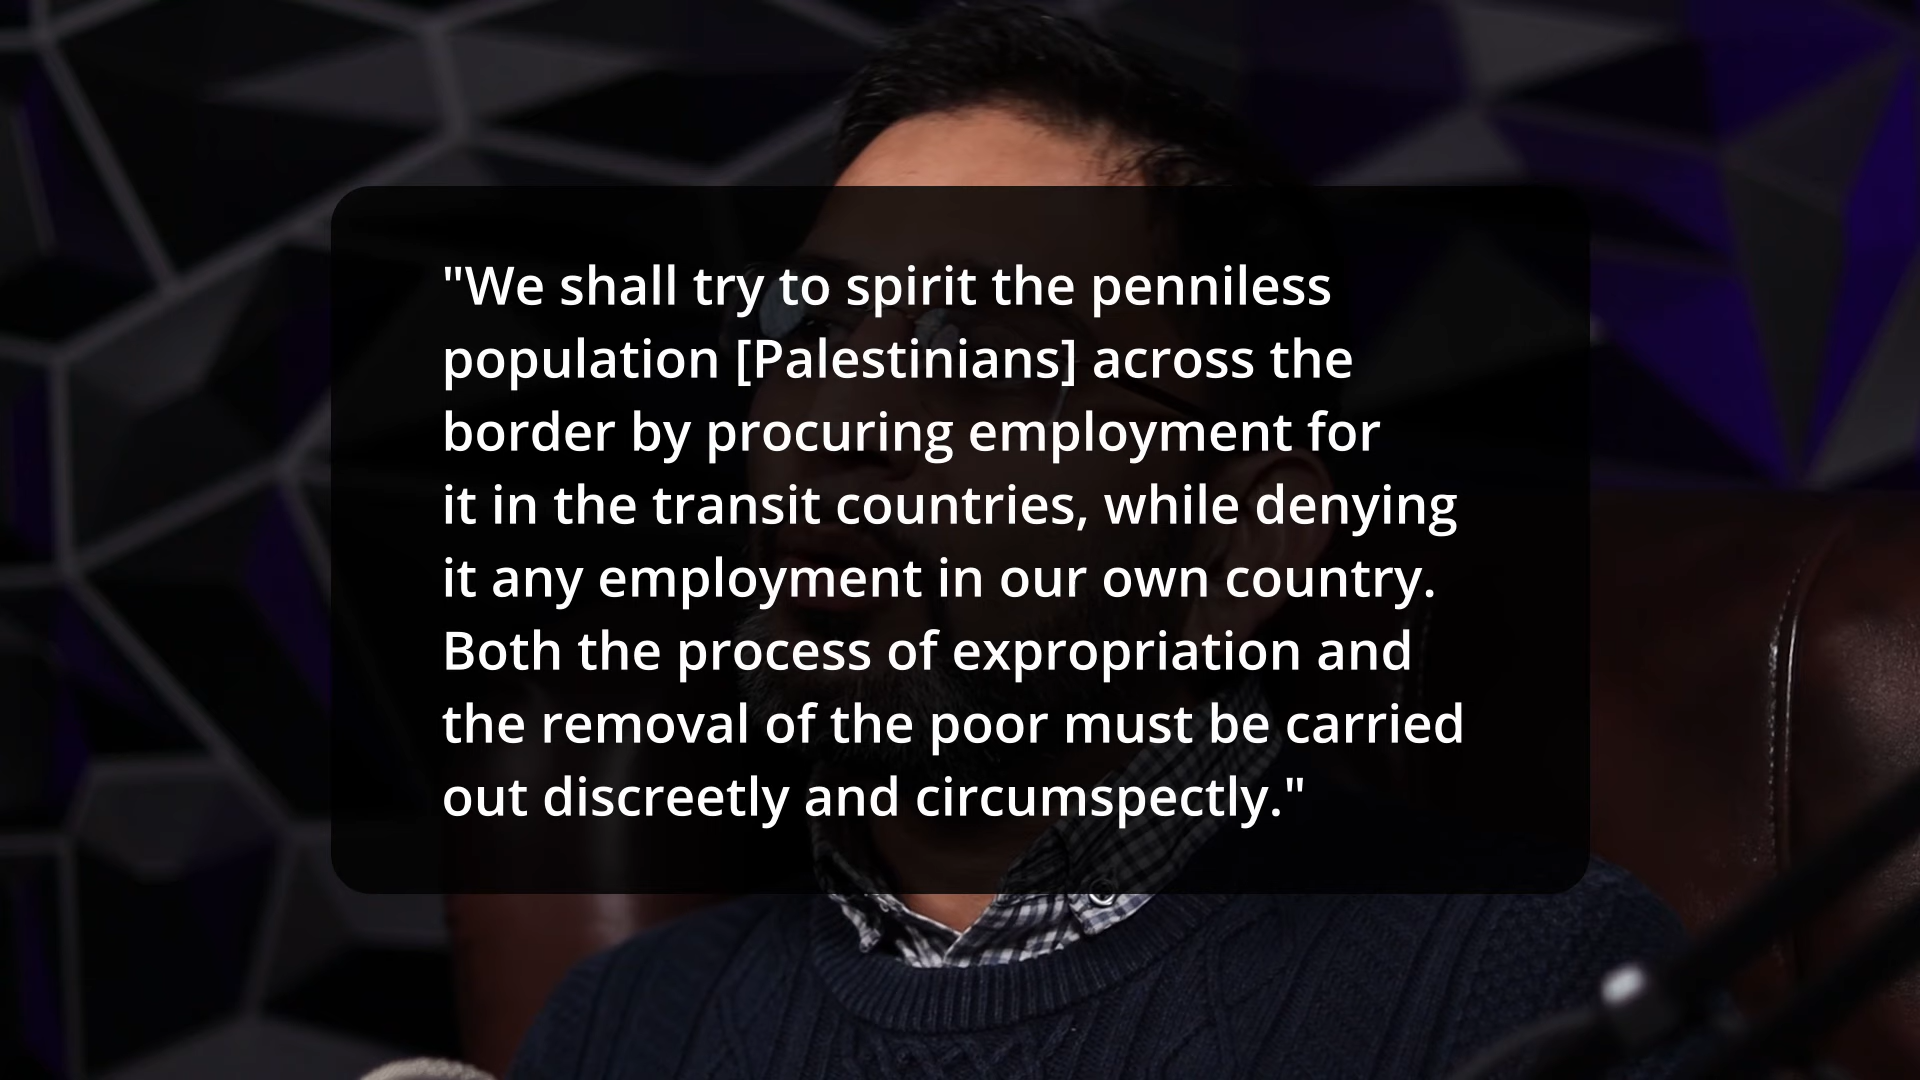 "We shall try to spirit the penniless
population [Palestinians] across the
border by procuring employment for
it in the transit countries, while denying
it any employment in our own country.
Both the process of expropriation and
the removal of the poor must be carried
out discreetly and circumspectly."